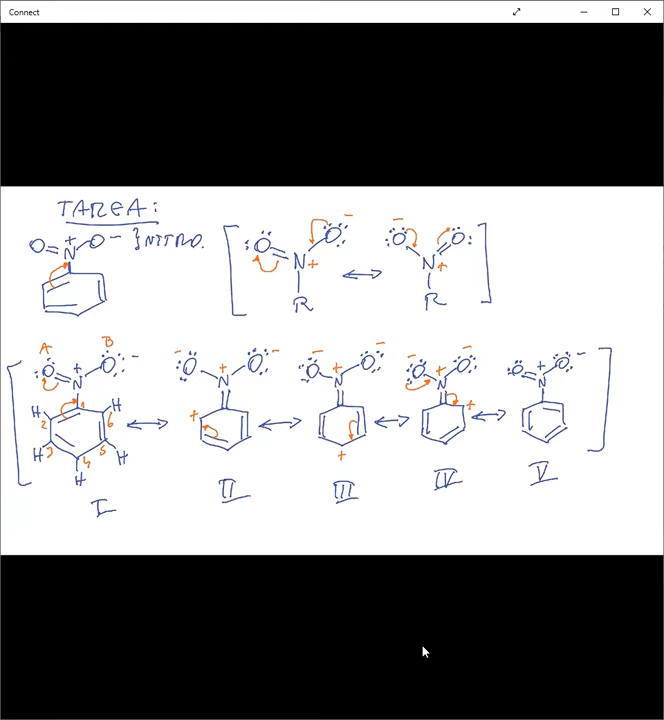 Connect
TAREA:
O N + O − } NITRO.
:O: N + :O: − R
− :O: N + :O: R
A B
:O: N + :O: −
H 1 H
2 6
H 3 5 H
4
H
− :O: N + :O: −
+
− :O: N + :O: −
+
− :O: N + :O: −
+
:O: N + :O: −
I II III IV V